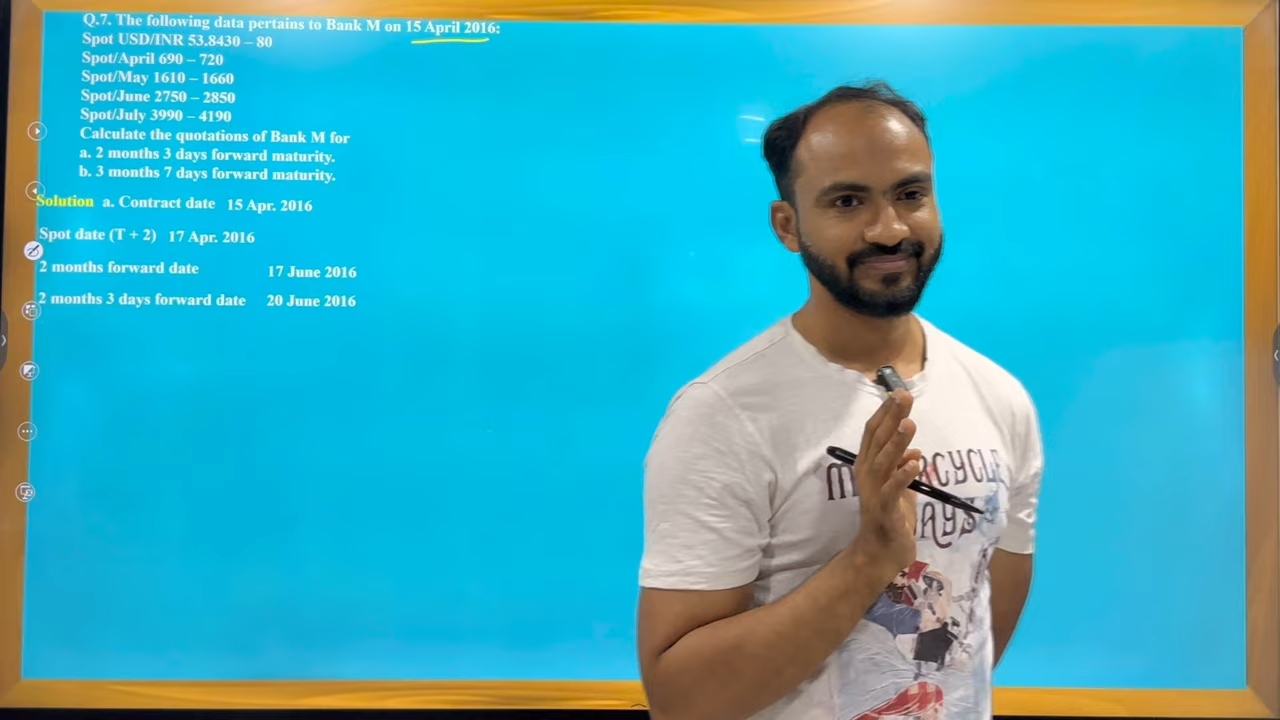 Q.7. The following data pertains to Bank M on 15 April 2016:
Spot USD/INR 53.8430 – 80
Spot/April 690 – 720
Spot/May 1610 – 1660
Spot/June 2750 – 2850
Spot/July 3990 – 4190
Calculate the quotations of Bank M for
a. 2 months 3 days forward maturity.
b. 3 months 7 days forward maturity.
Solution a. Contract date 15 Apr. 2016
Spot date (T + 2) 17 Apr. 2016
2 months forward date 17 June 2016
2 months 3 days forward date 20 June 2016